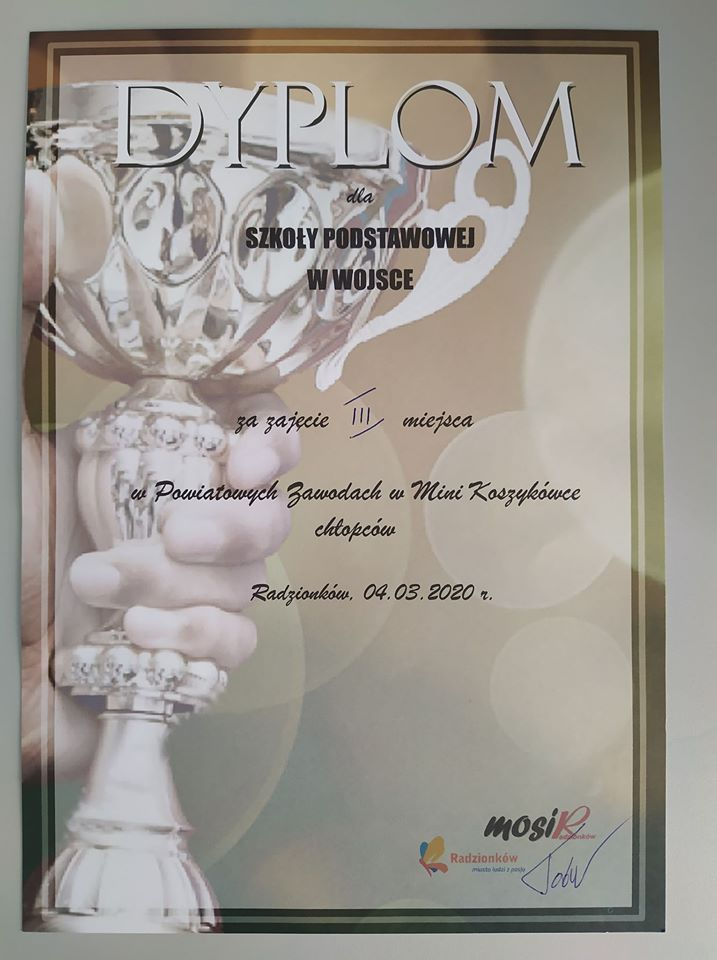 DYPLOM
dla
SZKOŁY PODSTAWOWEJ
W WOJSCE
za zajęcie III miejsca
w Powiatowych Zawodach w Mini Koszykówce
chłopców
Radzionków, 04.03.2020 r.
mosiR
Radzionków
Radzionków
miasto ludzi z pasją